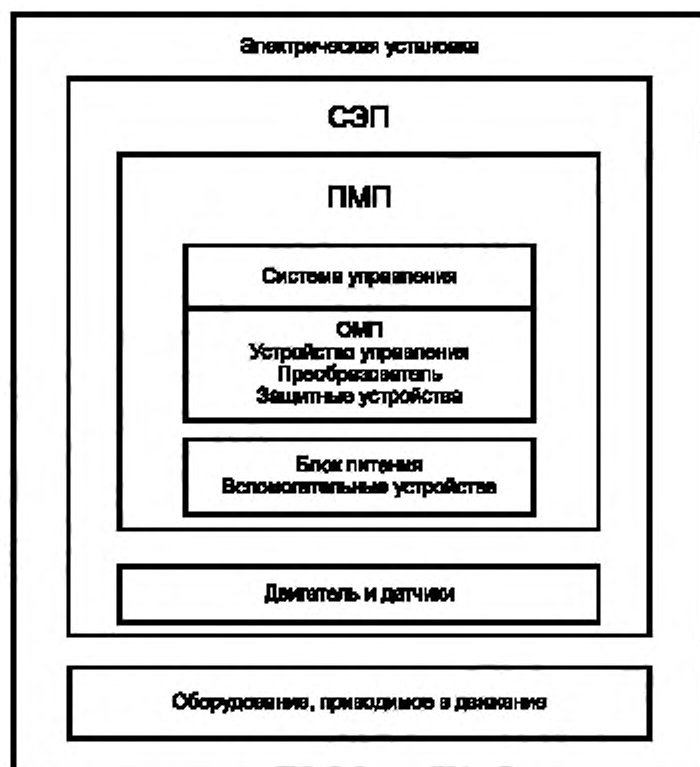 Электрическая установка
СЭП
ПМП
Система управления
ОМП
Устройство управления
Преобразователь
Защитные устройства
Блок питания
Вспомогательные устройства
Двигатель и датчики
Оборудование, приводимое в движение